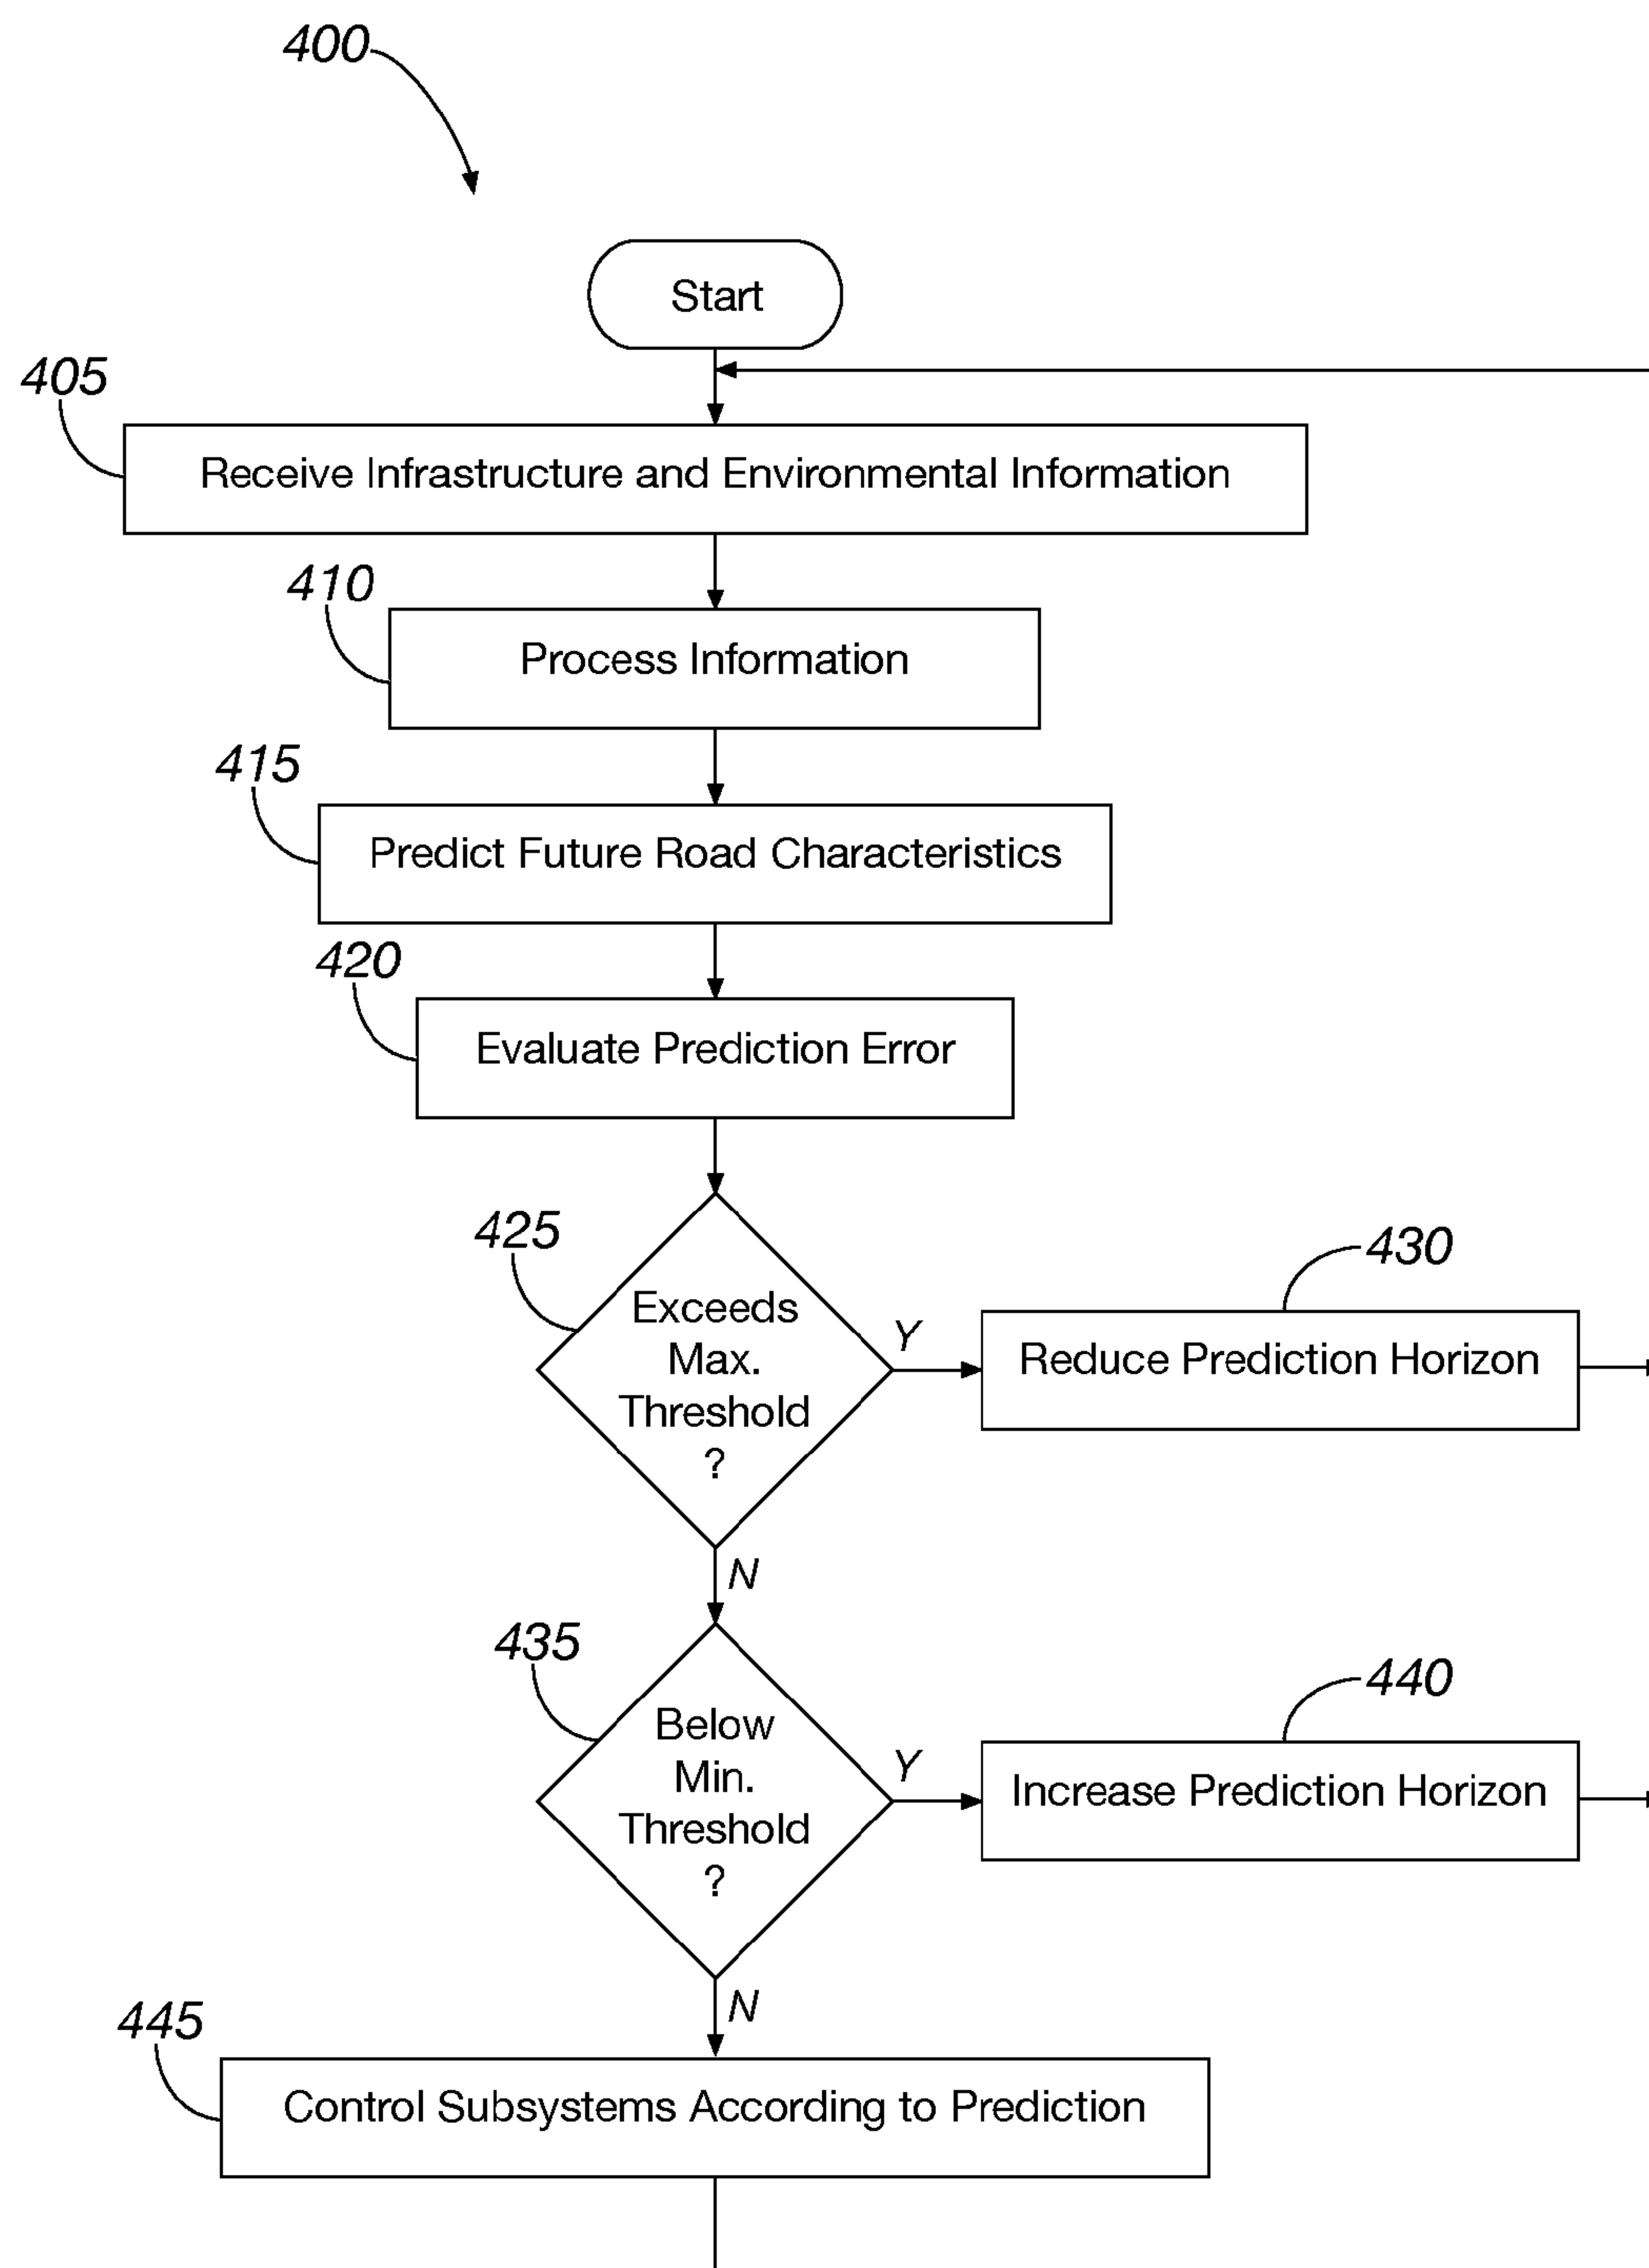 400
Start
405
Receive Infrastructure and Environmental Information
410
Process Information
415
Predict Future Road Characteristics
420
Evaluate Prediction Error
425
Exceeds
Max.
Threshold
?
Y
430
Reduce Prediction Horizon
N
435
Below
Min.
Threshold
?
Y
440
Increase Prediction Horizon
N
445
Control Subsystems According to Prediction